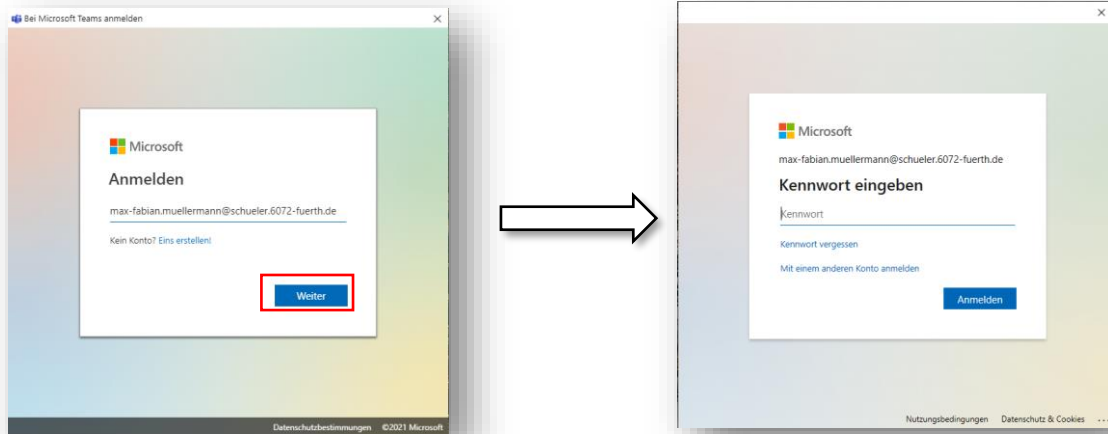 Bei Microsoft Teams anmelden
Microsoft
Anmelden
max-fabian.muellermann@schueler.6072-fuerth.de
Kein Konto? Eins erstellen!
Weiter
Datenschutzbestimmungen ©2021 Microsoft
Microsoft
max-fabian.muellermann@schueler.6072-fuerth.de
Kennwort eingeben
Kennwort
Kennwort vergessen
Mit einem anderen Konto anmelden
Anmelden
Nutzungsbedingungen Datenschutz & Cookies ...